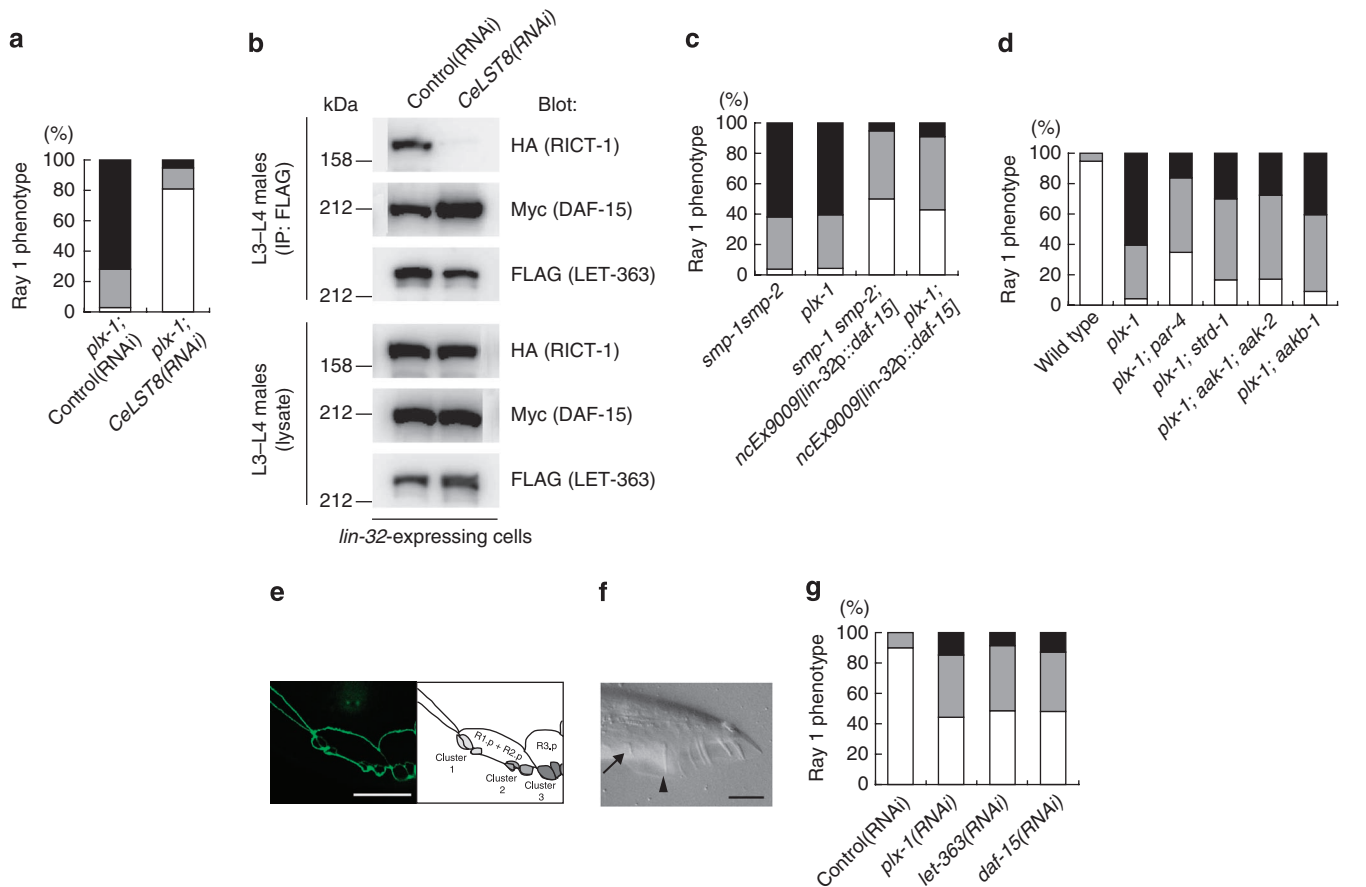 a
(%)
100
80
60
40
20
0
Ray 1 phenotype
plx-1;
Control(RNAi)
plx-1;
CeLST8(RNAi)
b
Control(RNAi)
CeLST8(RNAi)
kDa
Blot:
L3–L4 males
(IP: FLAG)
158
HA (RICT-1)
212
Myc (DAF-15)
212
FLAG (LET-363)
L3–L4 males
(lysate)
158
HA (RICT-1)
212
Myc (DAF-15)
212
FLAG (LET-363)
lin-32-expressing cells
c
(%)
100
80
60
40
20
0
Ray 1 phenotype
smp-1smp-2
plx-1
smp-1 smp-2;
ncEx9009[lin-32p::daf-15]
plx-1;
ncEx9009[lin-32p::daf-15]
d
(%)
100
80
60
40
20
0
Ray 1 phenotype
Wild type
plx-1
plx-1; par-4
plx-1; strd-1
plx-1; aak-1; aak-2
plx-1; aakb-1
e
R1.p + R2.p
R3.p
Cluster
1
Cluster
2
Cluster
3
f
g
(%)
100
80
60
40
20
0
Ray 1 phenotype
Control(RNAi)
plx-1(RNAi)
let-363(RNAi)
daf-15(RNAi)